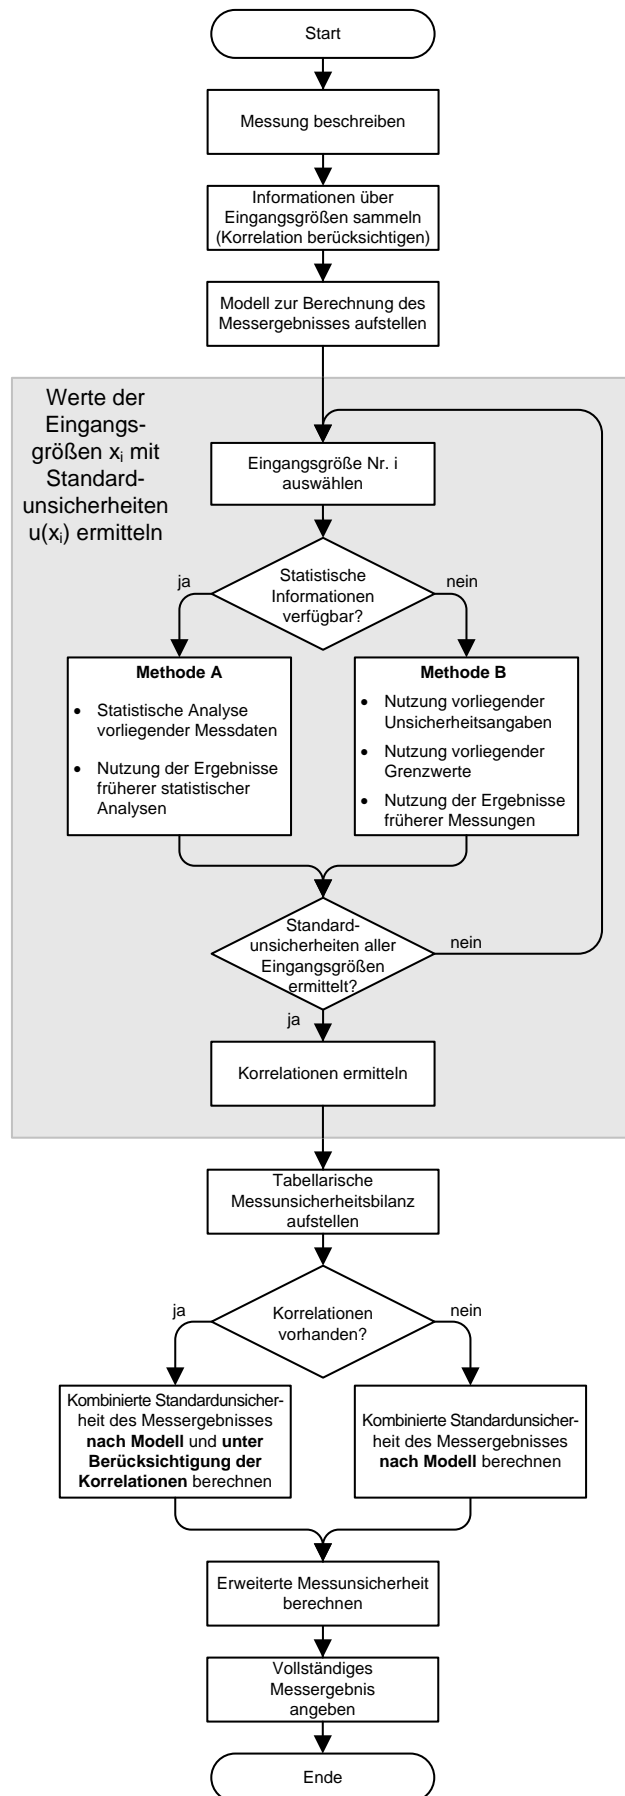 Start
Messung beschreiben
Informationen über
Eingangsgrößen sammeln
(Korrelation berücksichtigen)
Modell zur Berechnung des
Messergebnisses aufstellen
Werte der
Eingangs-
größen xᵢ mit
Standard-
unsicherheiten
u(xᵢ) ermitteln
Eingangsgröße Nr. i
auswählen
Statistische
Informationen
verfügbar?
ja
nein
Methode A
• Statistische Analyse
vorliegender Messdaten
• Nutzung der Ergebnisse
früherer statistischer
Analysen
Methode B
• Nutzung vorliegender
Unsicherheitsangaben
• Nutzung vorliegender
Grenzwerte
• Nutzung der Ergebnisse
früherer Messungen
Standard-
unsicherheiten aller
Eingangsgrößen
ermittelt?
nein
ja
Korrelationen ermitteln
Tabellarische
Messunsicherheitsbilanz
aufstellen
Korrelationen
vorhanden?
ja
nein
Kombinierte Standardunsicher-
heit des Messergebnisses
nach Modell und unter
Berücksichtigung der
Korrelationen berechnen
Kombinierte Standardunsicher-
heit des Messergebnisses
nach Modell berechnen
Erweiterte Messunsicherheit
berechnen
Vollständiges
Messergebnis
angeben
Ende